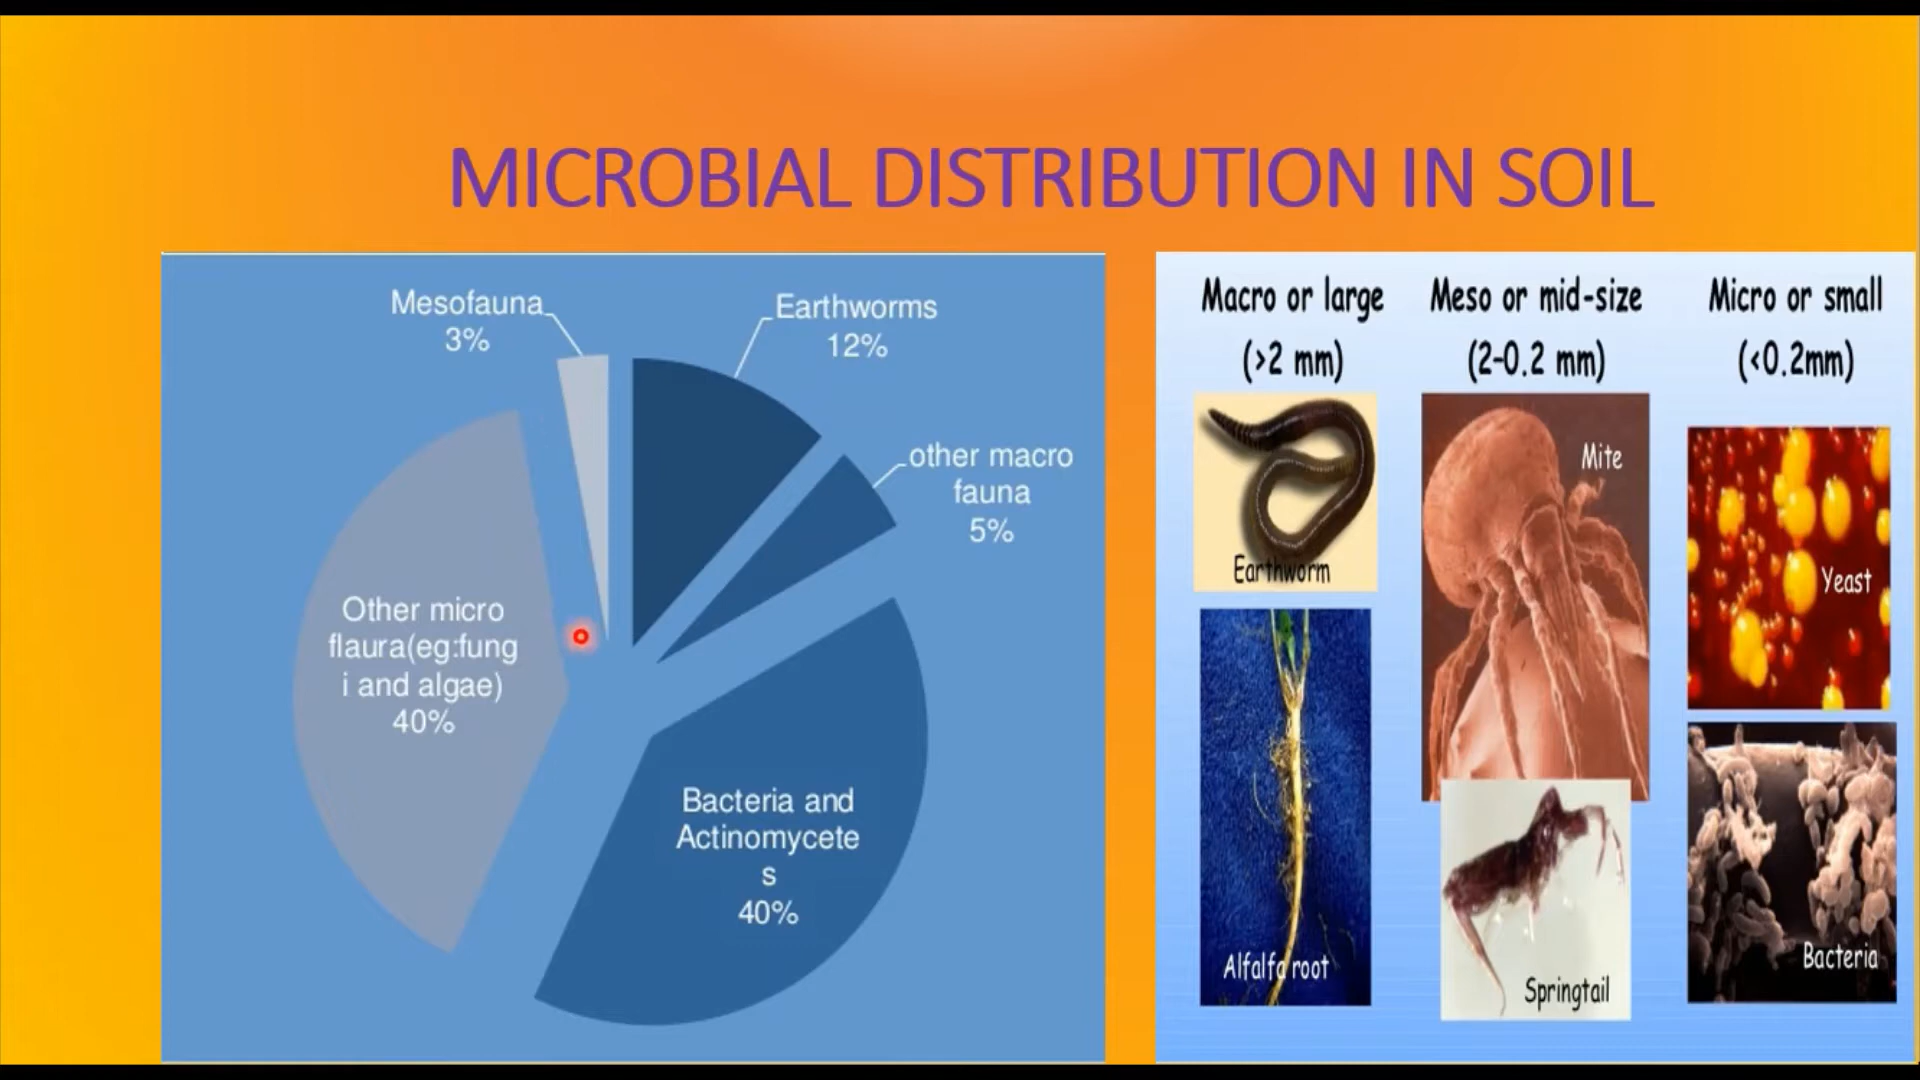 MICROBIAL DISTRIBUTION IN SOIL
Mesofauna
3%
Earthworms
12%
other macro
fauna
5%
Other micro
flaura(eg:fung
i and algae)
40%
Bacteria and
Actinomycete
s
40%
Macro or large
(>2 mm)
Earthworm
Alfalfa root
Meso or mid-size
(2-0.2 mm)
Mite
Springtail
Micro or small
(<0.2mm)
Yeast
Bacteria